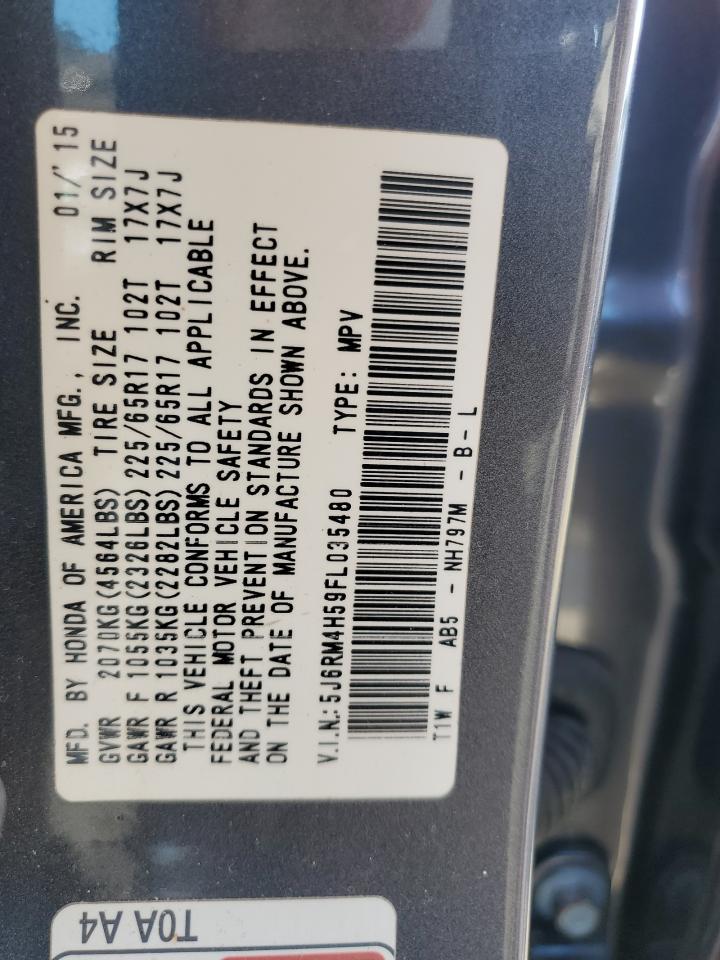 MFD. BY HONDA OF AMERICA MFG., INC. 01/'15
GVWR 2070KG(4564LBS) TIRE SIZE RIM SIZE
GAWR F 1055KG(2326LBS) 225/65R17 102T 17X7J
GAWR R 1035KG(2282LBS) 225/65R17 102T 17X7J
THIS VEHICLE CONFORMS TO ALL APPLICABLE
FEDERAL MOTOR VEHICLE SAFETY
AND THEFT PREVENTION STANDARDS IN EFFECT
ON THE DATE OF MANUFACTURE SHOWN ABOVE.
V.I.N.: 5J6RM4H59FL035480 TYPE: MPV
T1W F AB5 - NH797M - B - L
T0A A4